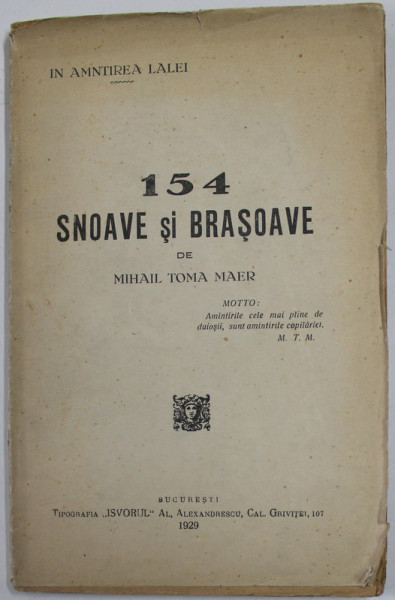 IN AMNTIREA LALEI
154
SNOAVE şi BRAŞOAVE
DE
MIHAIL TOMA MAER
MOTTO:
Amintirile cele mai pline de
duioşii, sunt amintirile copilăriei.
M. T. M.
BUCUREŞTI
TIPOGRAFIA „ISVORUL" AL, ALEXANDRESCU, CAL. GRIVIŢEI, 107
1929